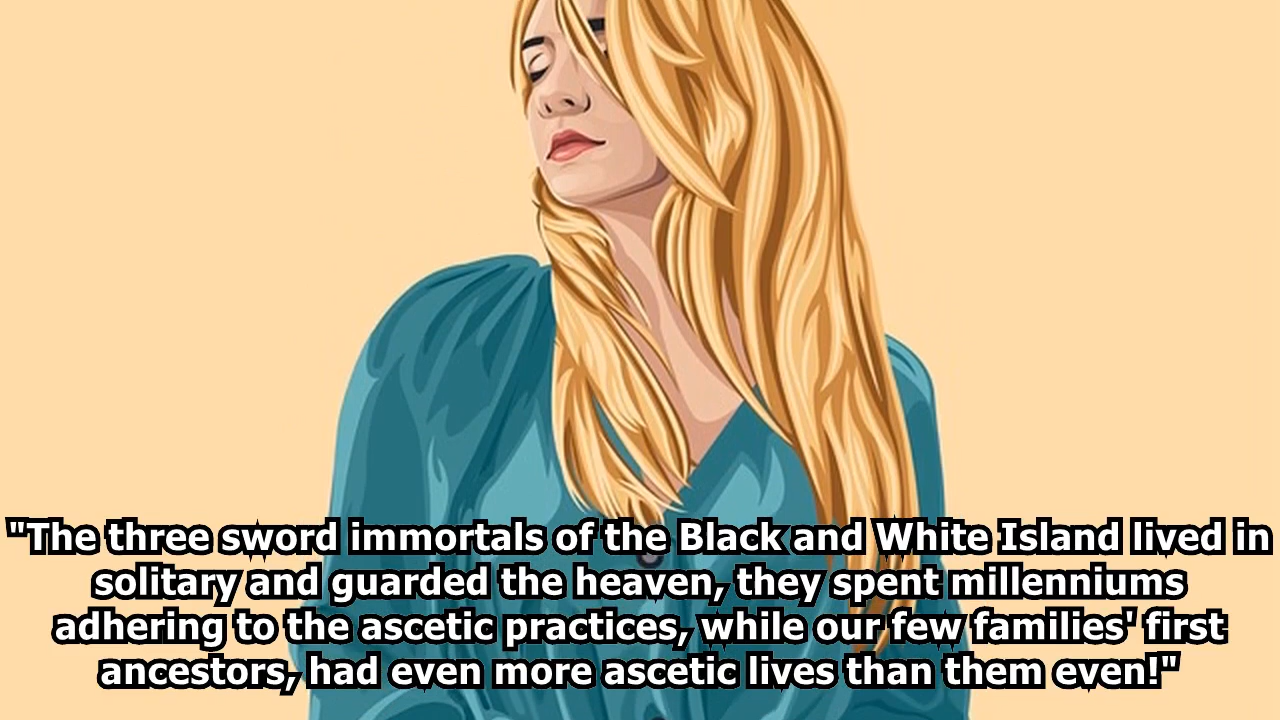 "The three sword immortals of the Black and White Island lived in
solitary and guarded the heaven, they spent millenniums
adhering to the ascetic practices, while our few families' first
ancestors, had even more ascetic lives than them even!"